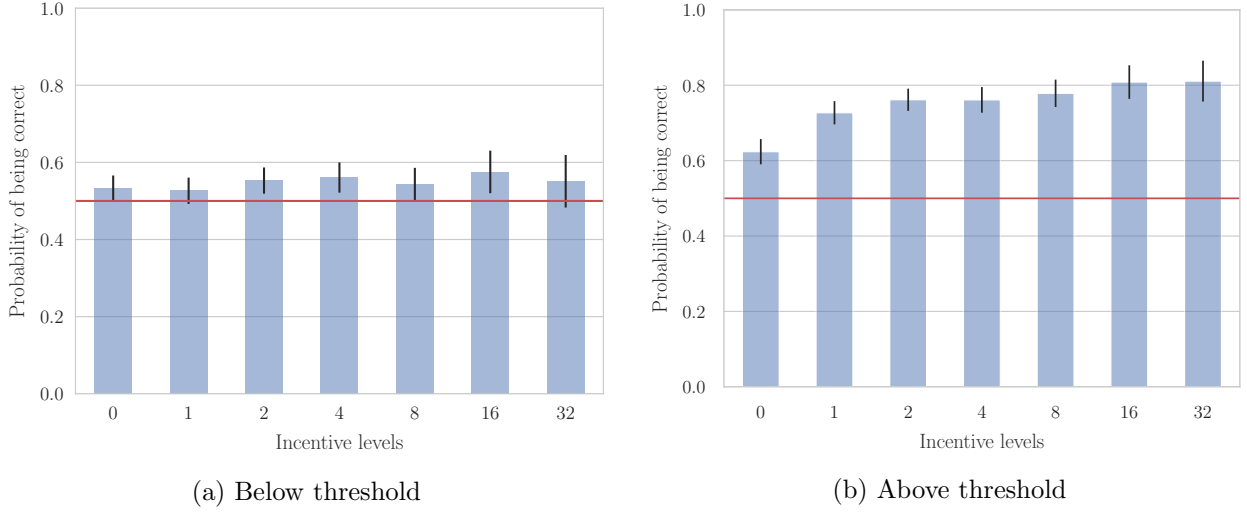 1.0
0.8
0.6
0.4
0.2
0.0
Probability of being correct
0 1 2 4 8 16 32
Incentive levels
(a) Below threshold
1.0
0.8
0.6
0.4
0.2
0.0
Probability of being correct
0 1 2 4 8 16 32
Incentive levels
(b) Above threshold